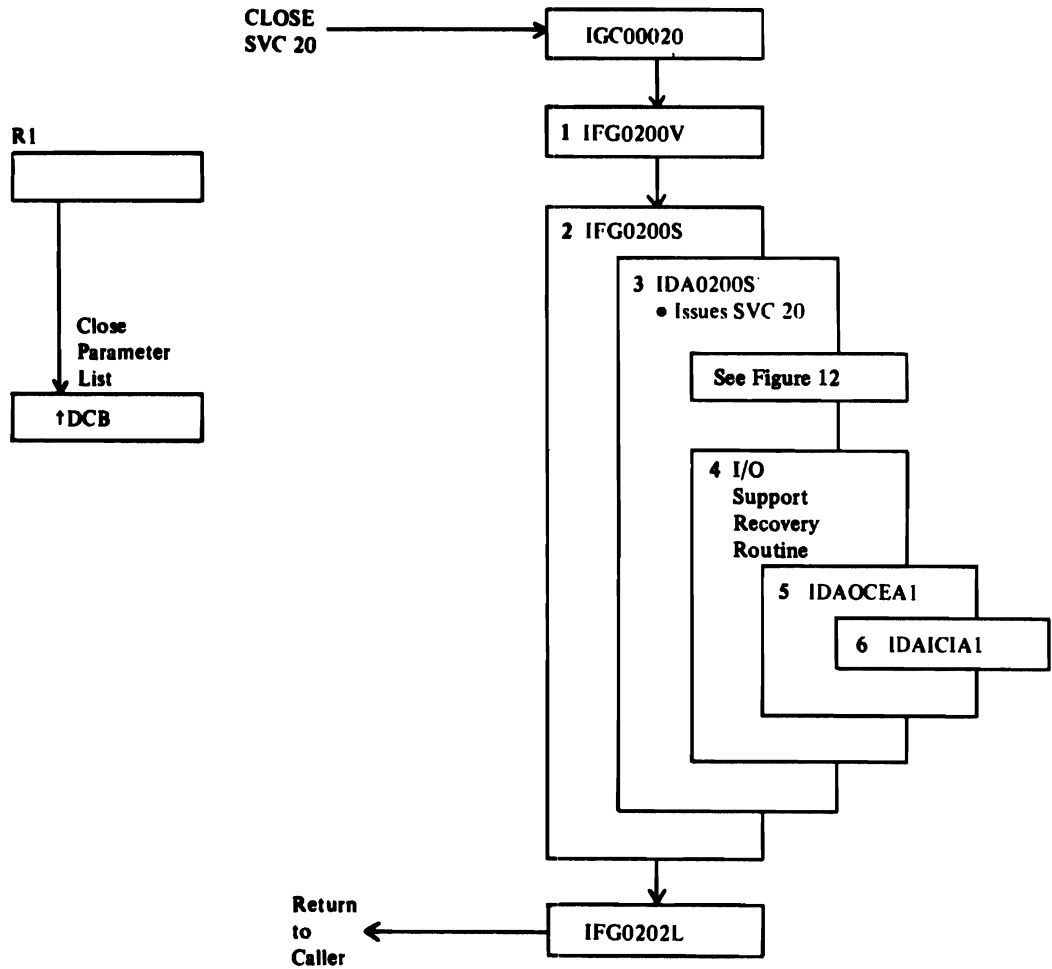 CLOSE
SVC 20
IGC00020
1 IFG0200V
R1
2 IFG0200S
3 IDA0200S
• Issues SVC 20
See Figure 12
Close
Parameter
List
↑DCB
4 I/O
Support
Recovery
Routine
5 IDAOCEA1
6 IDAICIA1
Return
to
Caller
IFG0202L